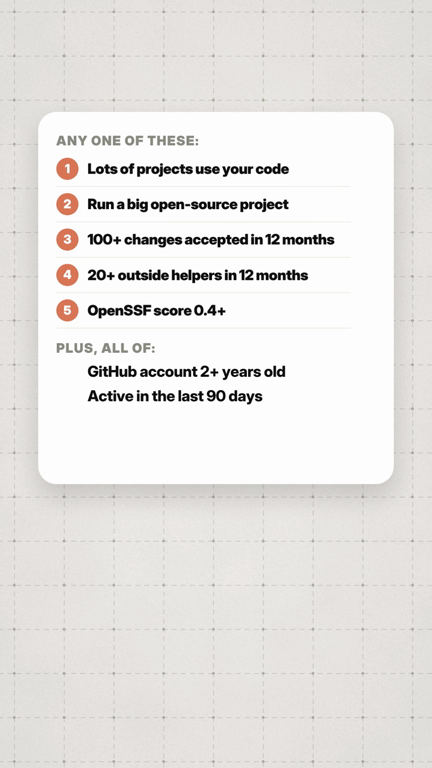 ANY ONE OF THESE:
1 Lots of projects use your code
2 Run a big open-source project
3 100+ changes accepted in 12 months
4 20+ outside helpers in 12 months
5 OpenSSF score 0.4+
PLUS, ALL OF:
GitHub account 2+ years old
Active in the last 90 days